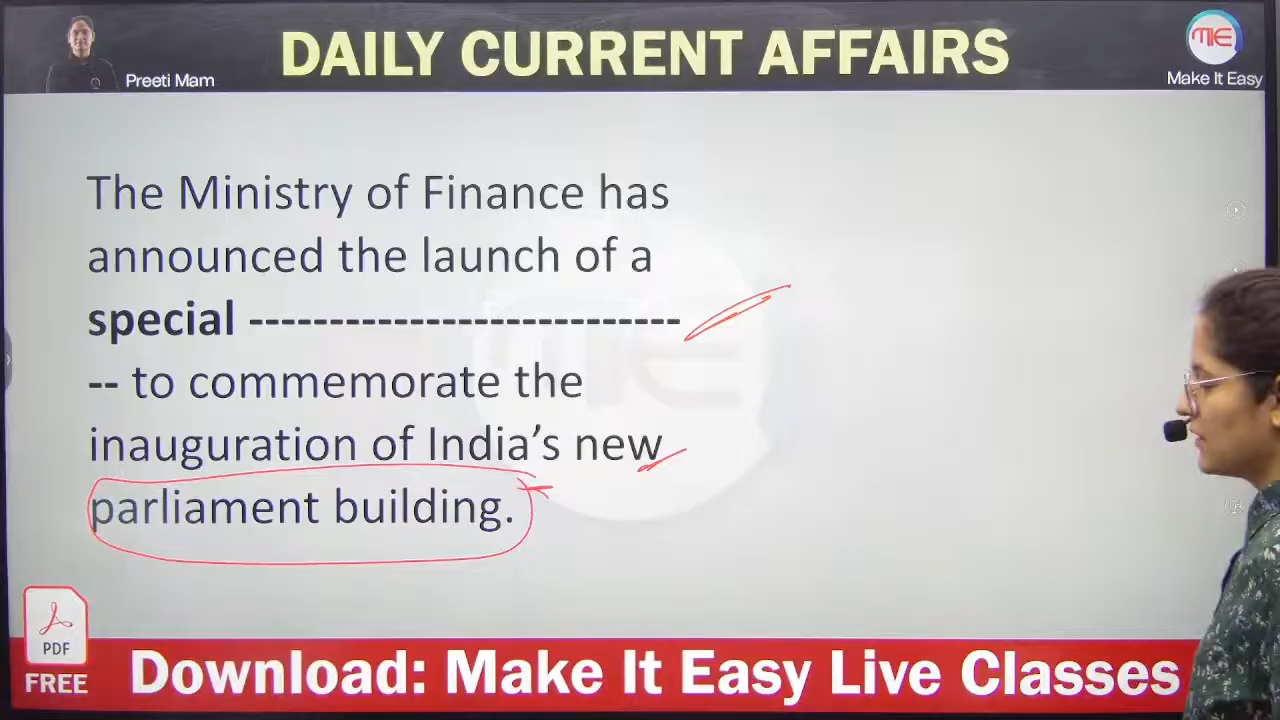 DAILY CURRENT AFFAIRS
Preeti Mam
MIE
Make It Easy
The Ministry of Finance has
announced the launch of a
special ---------------------------
-- to commemorate the
inauguration of India’s new
parliament building.
PDF
FREE
Download: Make It Easy Live Classes